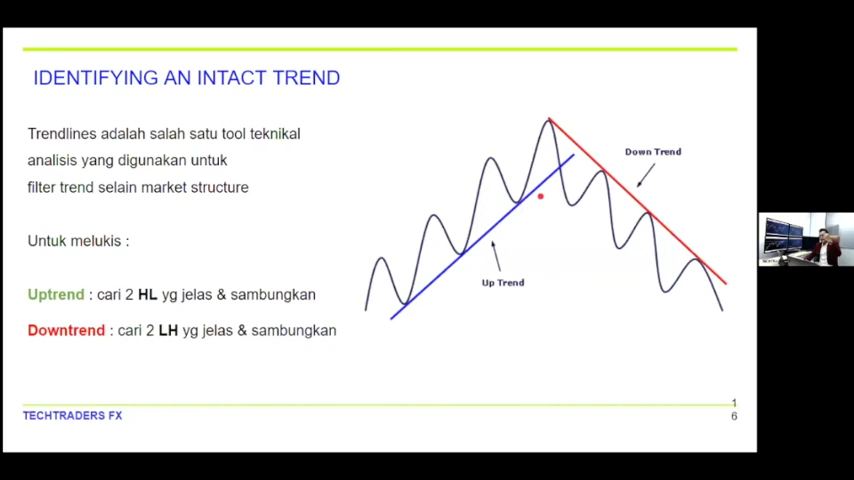 IDENTIFYING AN INTACT TREND
Trendlines adalah salah satu tool teknikal
analisis yang digunakan untuk
filter trend selain market structure
Untuk melukis :
Uptrend : cari 2 HL yg jelas & sambungkan
Downtrend : cari 2 LH yg jelas & sambungkan
Down Trend
Up Trend
TECHTRADERS FX
1
6